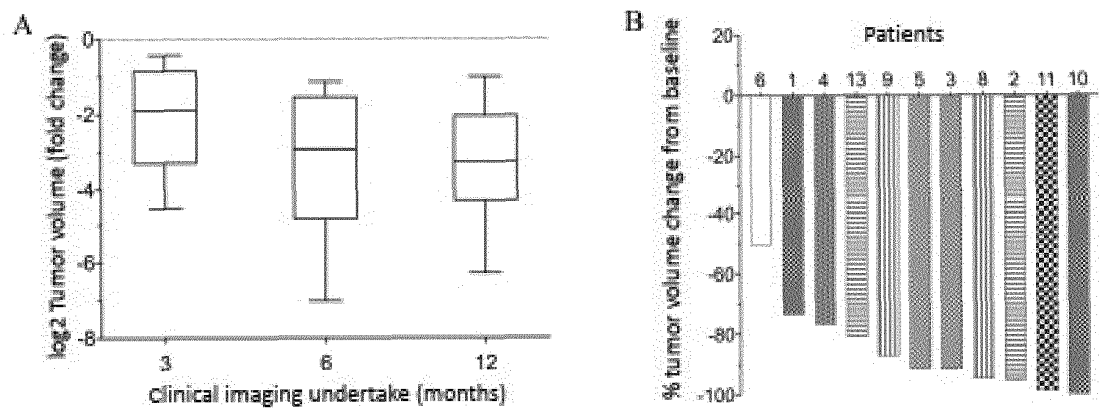 A
log2 Tumor volume (fold change)
0
-2
-4
-6
-8
3 6 12
Clinical imaging undertake (months)
B
% tumor volume change from baseline
Patients
20
0
-20
-40
-60
-80
-100
6 1 4 13 9 5 3 8 2 11 10